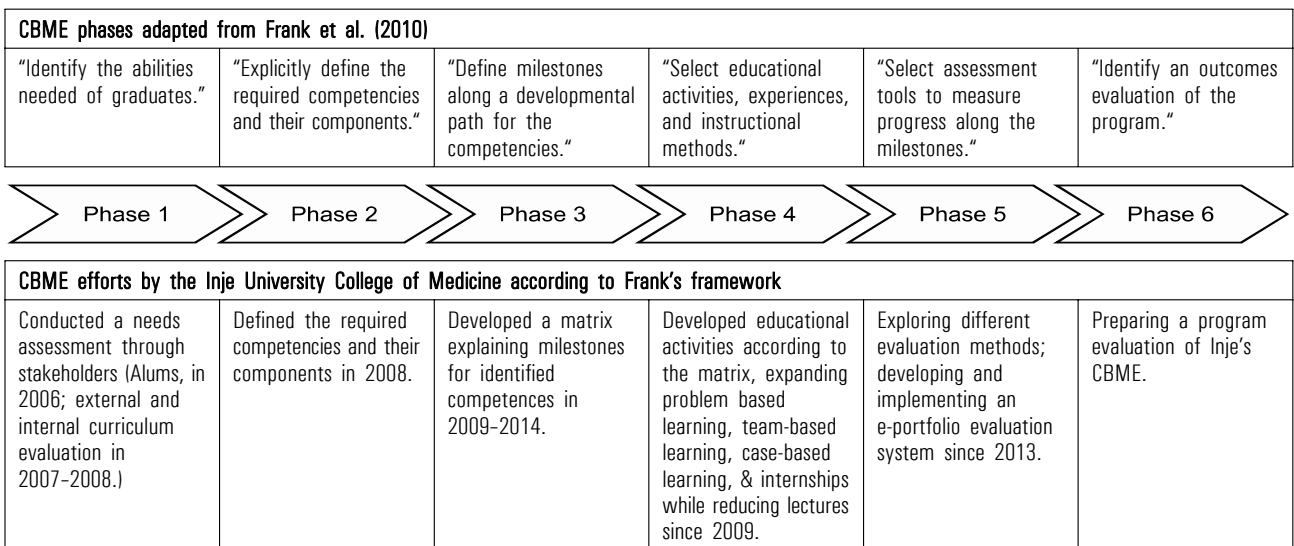 CBME phases adapted from Frank et al. (2010)
“Identify the abilities
needed of graduates.”
“Explicitly define the
required competencies
and their components.“
“Define milestones
along a developmental
path for the
competencies.“
“Select educational
activities, experiences,
and instructional
methods.“
“Select assessment
tools to measure
progress along the
milestones.“
“Identify an outcomes
evaluation of the
program.“
Phase 1
Phase 2
Phase 3
Phase 4
Phase 5
Phase 6
CBME efforts by the Inje University College of Medicine according to Frank’s framework
Conducted a needs
assessment through
stakeholders (Alums, in
2006; external and
internal curriculum
evaluation in
2007-2008.)
Defined the required
competencies and their
components in 2008.
Developed a matrix
explaining milestones
for identified
competences in
2009-2014.
Developed educational
activities according to
the matrix, expanding
problem based
learning, team-based
learning, case-based
learning, & internships
while reducing lectures
since 2009.
Exploring different
evaluation methods;
developing and
implementing an
e-portfolio evaluation
system since 2013.
Preparing a program
evaluation of Inje’s
CBME.